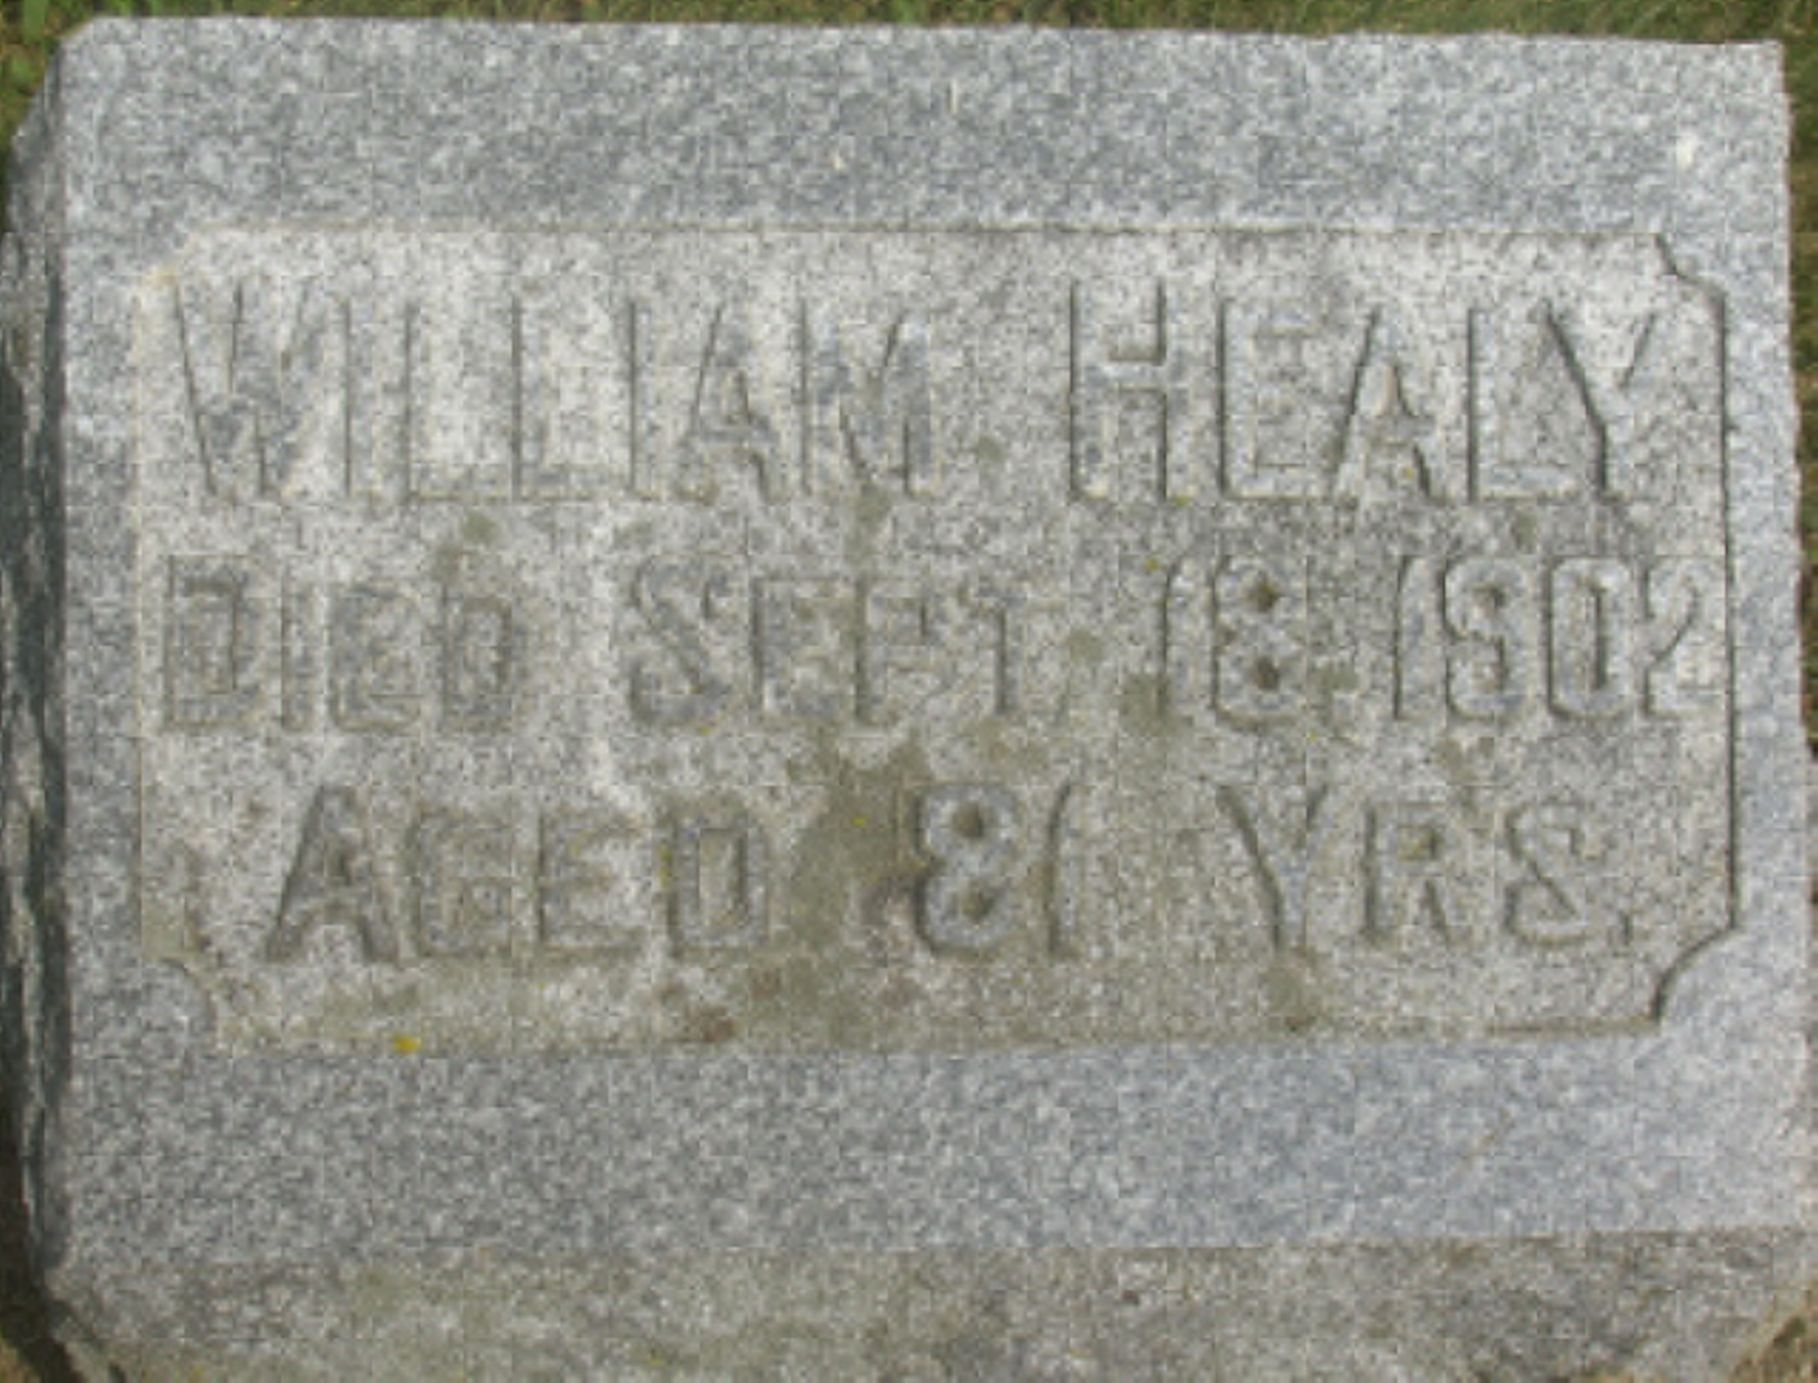 WILLIAM HEALY
DIED SEPT. 18, 1902
AGED 81 YRS.